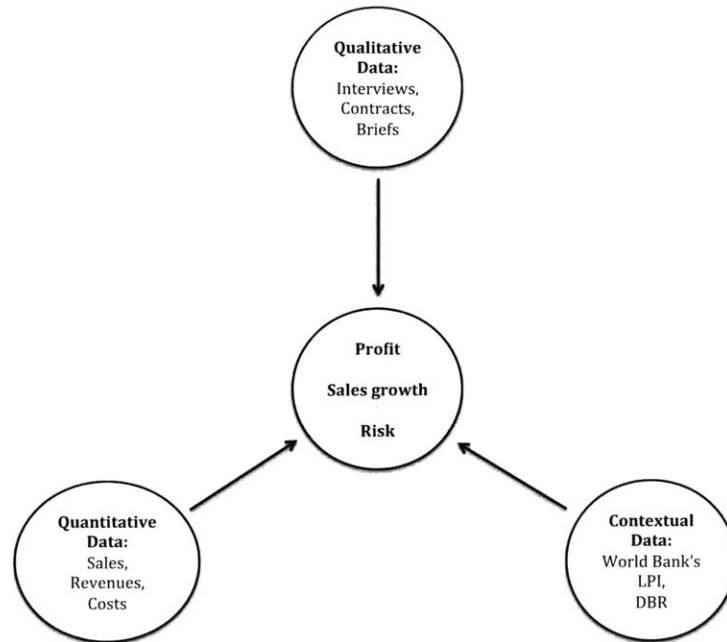 Qualitative
Data:
Interviews,
Contracts,
Briefs
Profit
Sales growth
Risk
Quantitative
Data:
Sales,
Revenues,
Costs
Contextual
Data:
World Bank's
LPI,
DBR